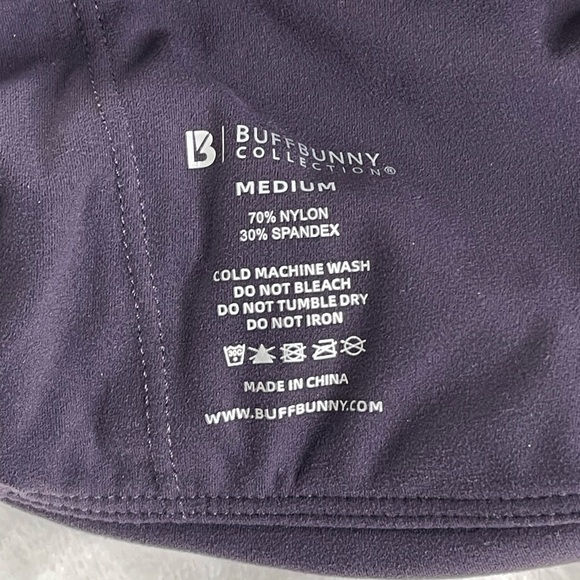 BUFFBUNNY
COLLECTION®
MEDIUM
70% NYLON
30% SPANDEX
COLD MACHINE WASH
DO NOT BLEACH
DO NOT TUMBLE DRY
DO NOT IRON
MADE IN CHINA
WWW.BUFFBUNNY.COM